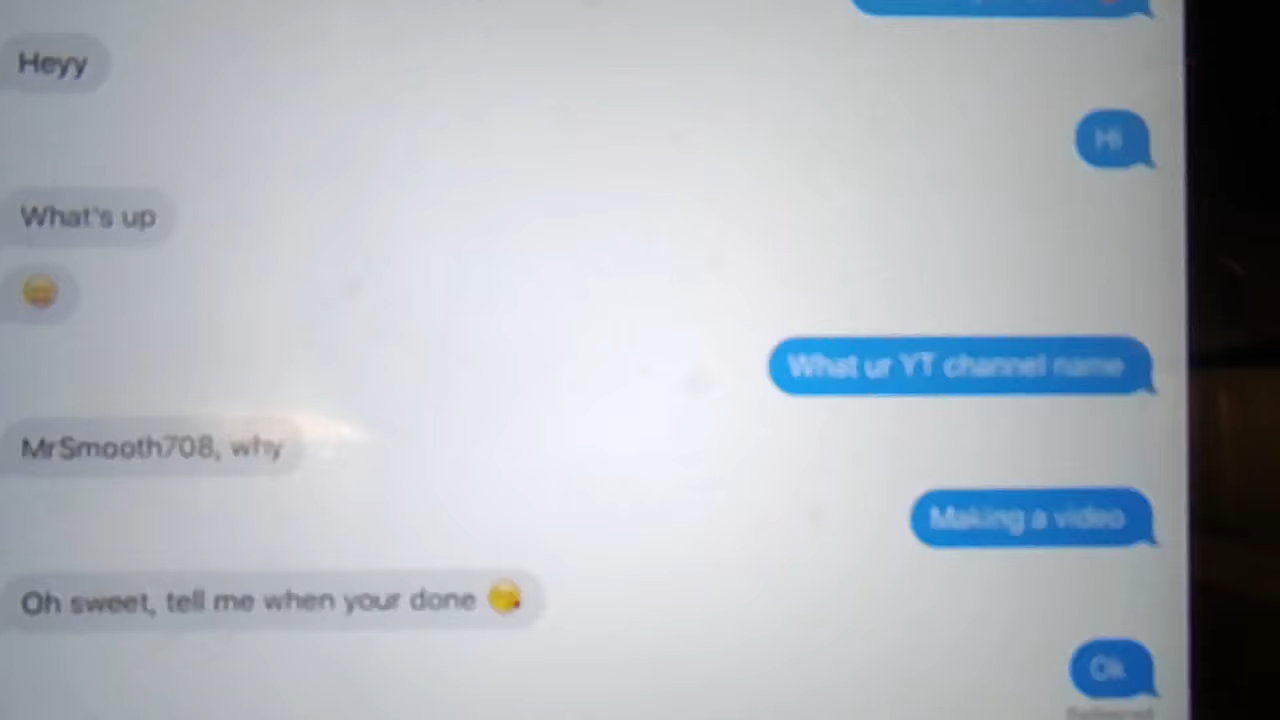 Heyy
Hi
What's up
What ur YT channel name
MrSmooth708, why
Making a video
Oh sweet, tell me when your done
Ok